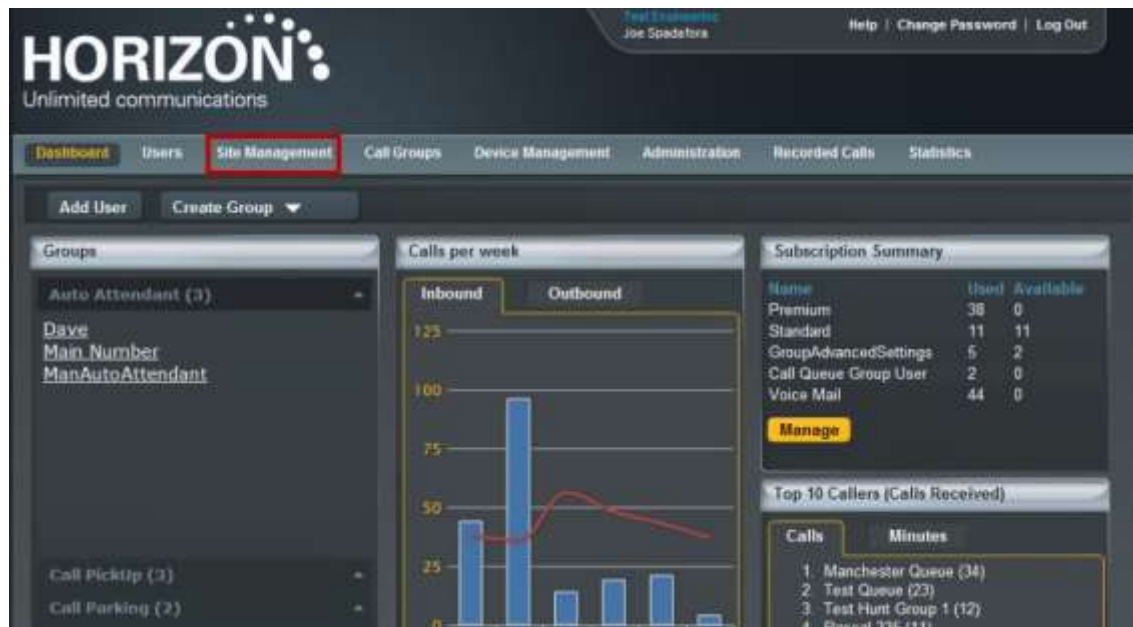 HORIZON
Unlimited communications
Test Engineering
Joe Spadafora
Help | Change Password | Log Out
Dashboard Users Site Management Call Groups Device Management Administration Recorded Calls Statistics
Add User Create Group
Groups
Auto Attendant (3)
Dave
Main Number
ManAutoAttendant
Call PickUp (3)
Call Parking (2)
Calls per week
Inbound Outbound
125
100
75
50
25
0
Subscription Summary
Name Used Available
Premium 38 0
Standard 11 11
GroupAdvancedSettings 5 2
Call Queue Group User 2 0
Voice Mail 44 0
Manage
Top 10 Callers (Calls Received)
Calls Minutes
1. Manchester Queue (34)
2. Test Queue (23)
3. Test Hunt Group 1 (12)